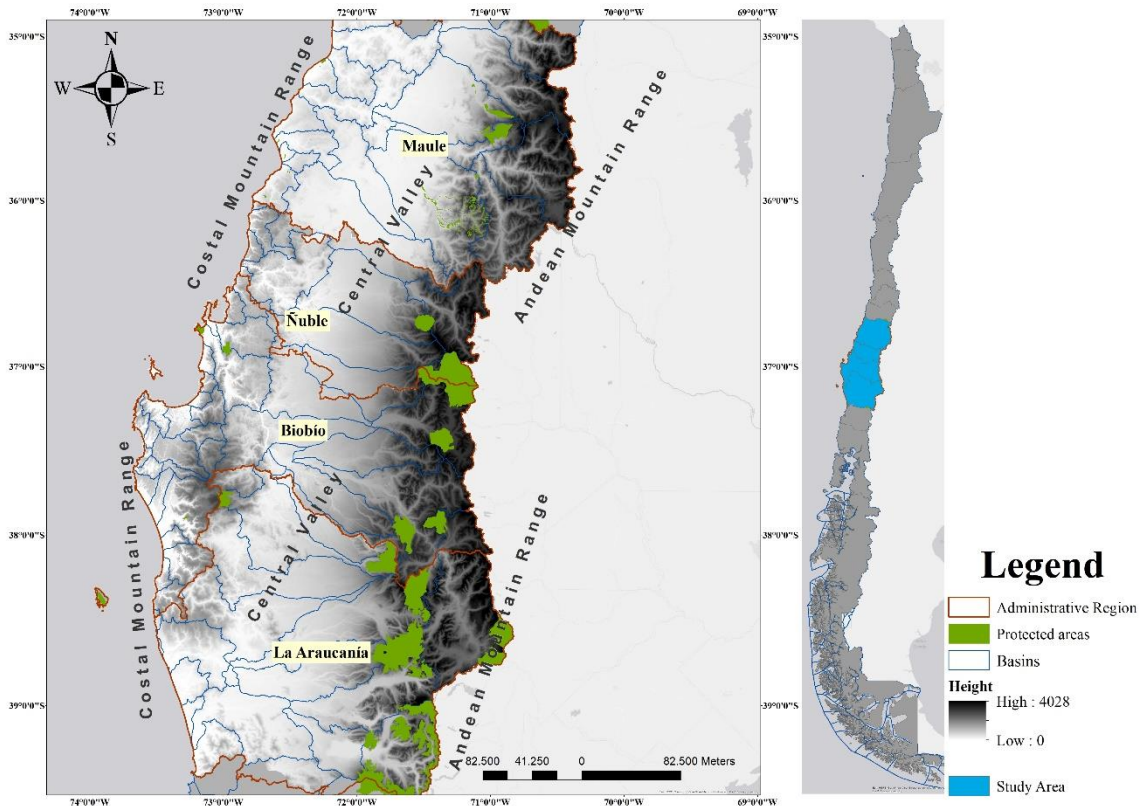 74°0'0"W 73°0'0"W 72°0'0"W 71°0'0"W 70°0'0"W 69°0'0"W
35°0'0"S 35°0'0"S
N
W E
S
Costal Mountain Range
Maule
Andean Mountain Range
Central Valley
36°0'0"S 36°0'0"S
Ñuble
37°0'0"S 37°0'0"S
Biobío
Costal Mountain Range
Central Valley
38°0'0"S 38°0'0"S
Andean Mountain Range
La Araucanía
39°0'0"S 39°0'0"S
82.500 41.250 0 82.500 Meters
74°0'0"W 73°0'0"W 72°0'0"W 71°0'0"W 70°0'0"W 69°0'0"W
Legend
Administrative Region
Protected areas
Basins
Height
High : 4028
Low : 0
Study Area